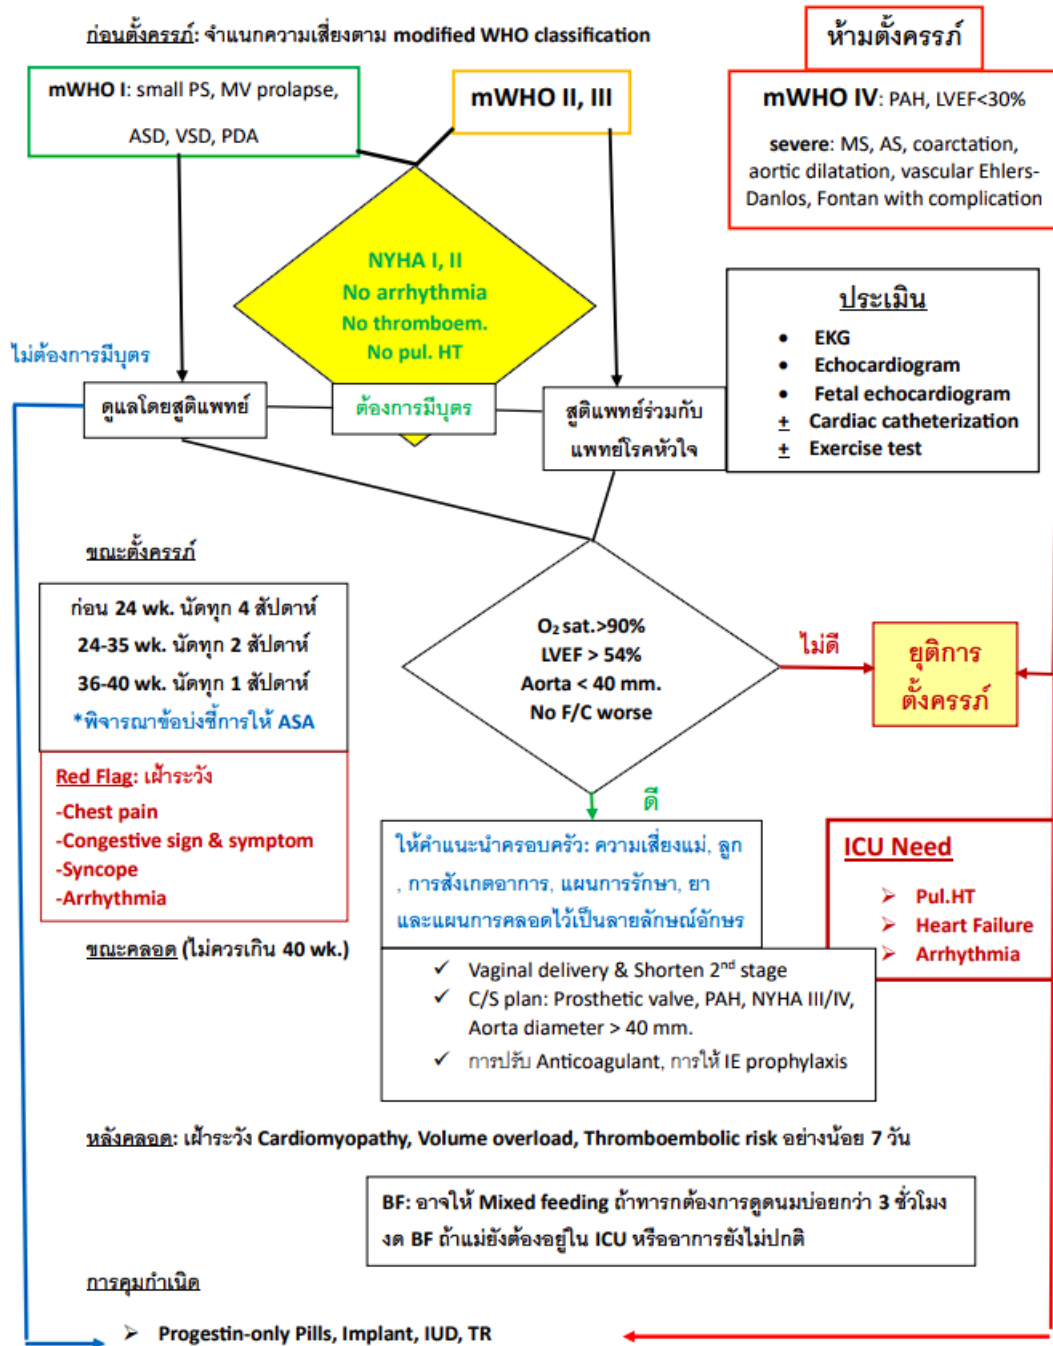 ก่อนตั้งครรภ์: จำแนกความเสี่ยงตาม modified WHO classification
ห้ามตั้งครรภ์
mWHO I: small PS, MV prolapse,
ASD, VSD, PDA
mWHO II, III
mWHO IV: PAH, LVEF<30%
severe: MS, AS, coarctation,
aortic dilatation, vascular Ehlers-
Danlos, Fontan with complication
NYHA I, II
No arrhythmia
No thromboem.
No pul. HT
ประเมิน
• EKG
• Echocardiogram
• Fetal echocardiogram
± Cardiac catheterization
± Exercise test
ไม่ต้องการมีบุตร
ดูแลโดยสูติแพทย์
ต้องการมีบุตร
สูติแพทย์ร่วมกับ
แพทย์โรคหัวใจ
ขณะตั้งครรภ์
ก่อน 24 wk. นัดทุก 4 สัปดาห์
24-35 wk. นัดทุก 2 สัปดาห์
36-40 wk. นัดทุก 1 สัปดาห์
*พิจารณาข้อบ่งชี้การให้ ASA
O2 sat.>90%
LVEF > 54%
Aorta < 40 mm.
No F/C worse
ไม่ดี
ยุติการ
ตั้งครรภ์
Red Flag: เฝ้าระวัง
-Chest pain
-Congestive sign & symptom
-Syncope
-Arrhythmia
ดี
ให้คำแนะนำครอบครัว: ความเสี่ยงแม่, ลูก
, การสังเกตอาการ, แผนการรักษา, ยา
และแผนการคลอดไว้เป็นลายลักษณ์อักษร
ICU Need
➢ Pul.HT
➢ Heart Failure
➢ Arrhythmia
ขณะคลอด (ไม่ควรเกิน 40 wk.)
✓ Vaginal delivery & Shorten 2nd stage
✓ C/S plan: Prosthetic valve, PAH, NYHA III/IV,
Aorta diameter > 40 mm.
✓ การปรับ Anticoagulant, การให้ IE prophylaxis
หลังคลอด: เฝ้าระวัง Cardiomyopathy, Volume overload, Thromboembolic risk อย่างน้อย 7 วัน
BF: อาจให้ Mixed feeding ถ้าทารกต้องการดูดนมบ่อยกว่า 3 ชั่วโมง
งด BF ถ้าแม่ยังต้องอยู่ใน ICU หรืออาการยังไม่ปกติ
การคุมกำเนิด
➢ Progestin-only Pills, Implant, IUD, TR